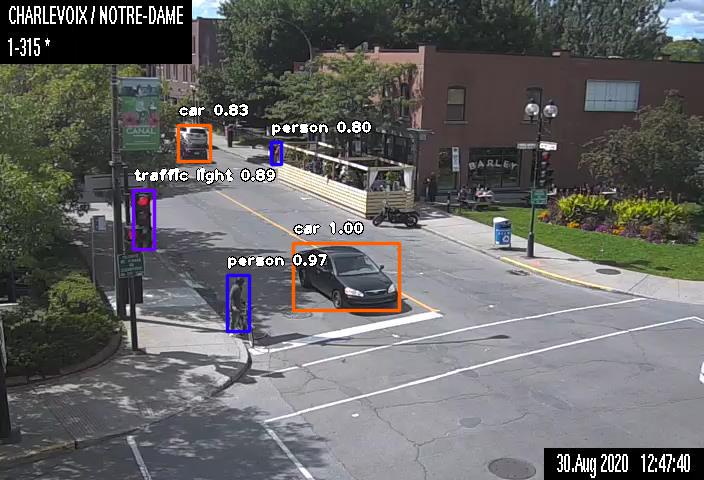 CHARLEVOIX / NOTRE-DAME
1-315 *
car 0.83
person 0.80
CANAL
traffic light 0.89
BARLEY
car 1.00
person 0.97
30.Aug 2020 12:47:40